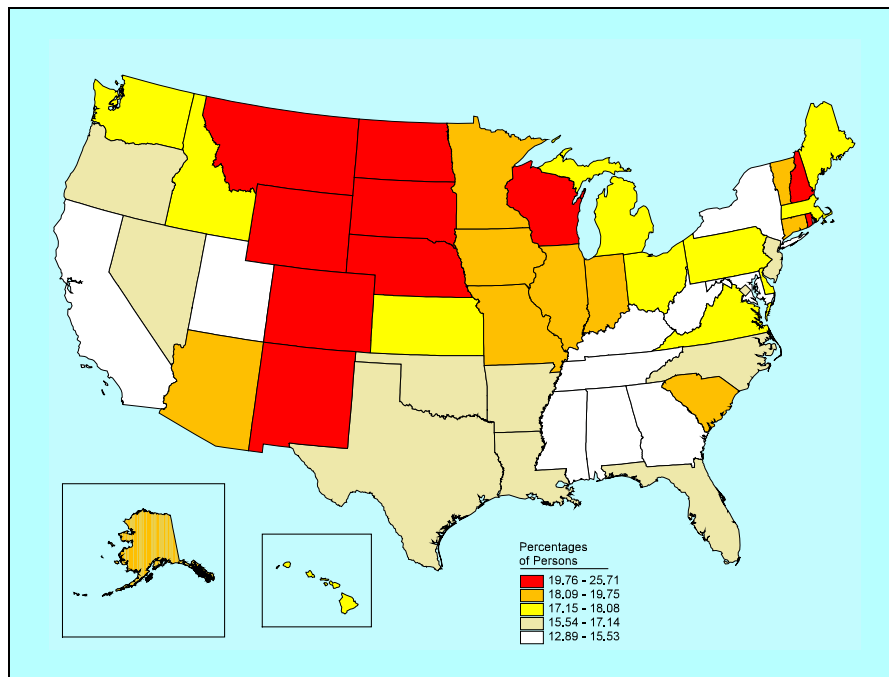 Percentages
of Persons
19.76 - 25.71
18.09 - 19.75
17.15 - 18.08
15.54 - 17.14
12.89 - 15.53